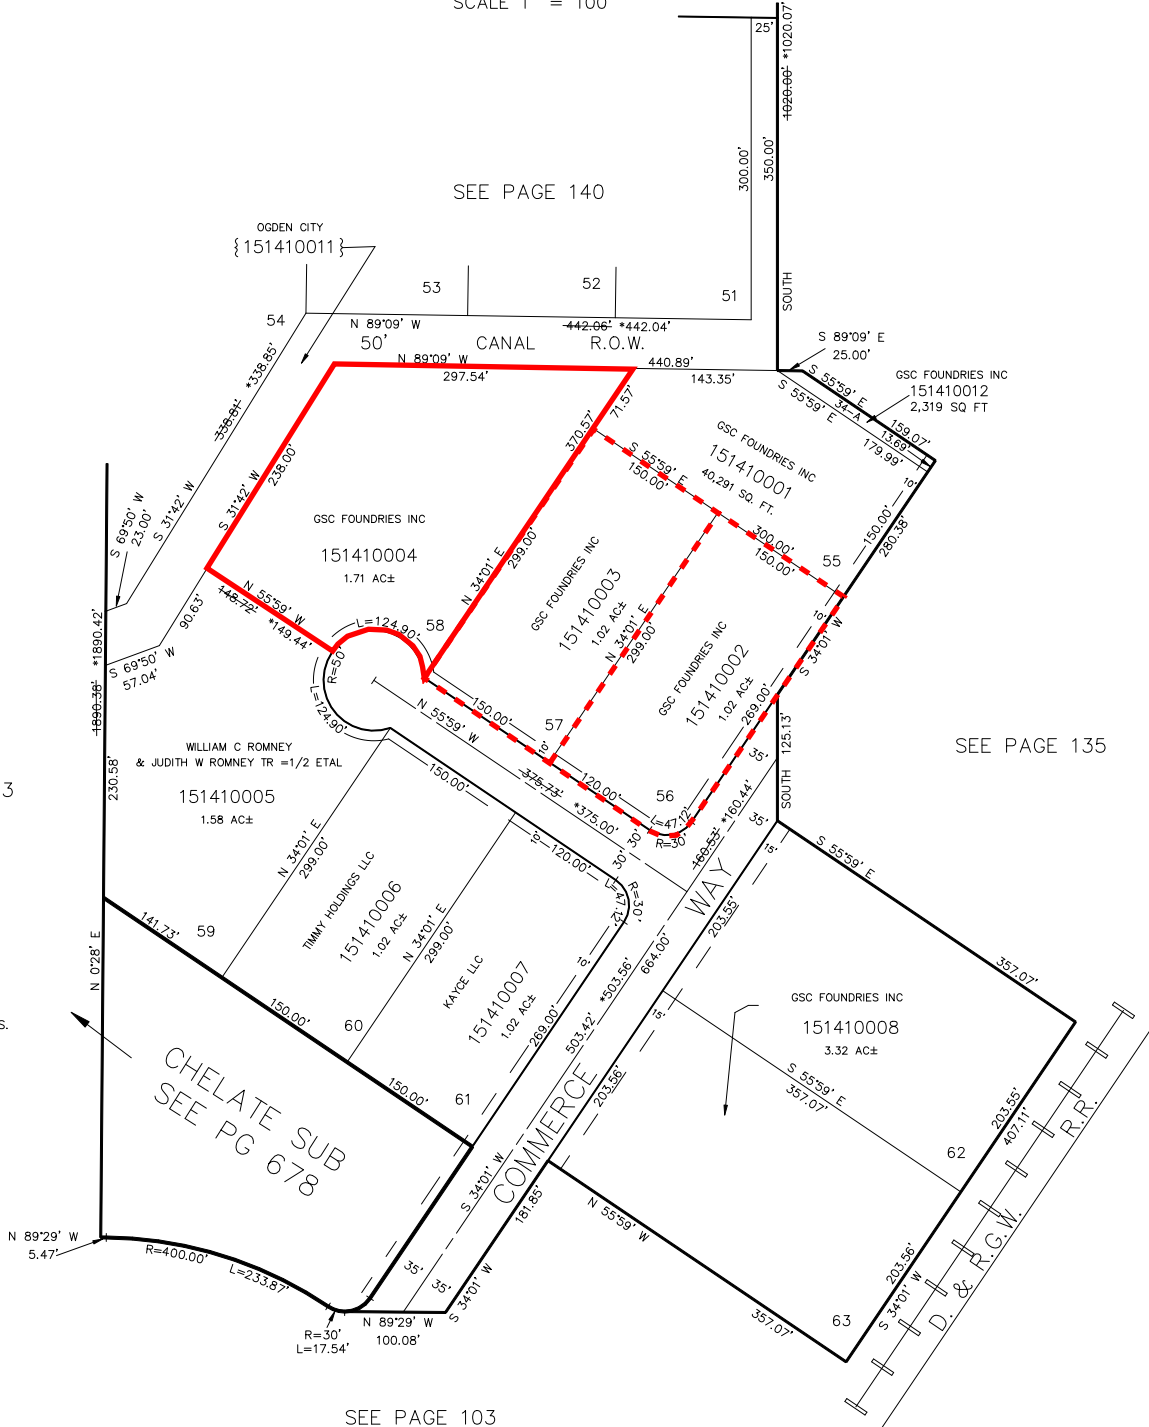 SCALE 1" = 100'
25'
1020.00' *1020.07'
300.00'
350.00'
SEE PAGE 140
OGDEN CITY
{151410011}
53
52
51
SOUTH
54
N 89°09' W
442.06' *442.04'
50' CANAL R.O.W.
S 89°09' E
25.00'
N 89°09' W
297.54'
440.89'
143.35'
338.81' *338.85'
S 55°59' E
S 55°59' E
34-A
159.07'
13.69'
179.99'
GSC FOUNDRIES INC
151410012
2,319 SQ FT
10'
71.57'
370.57'
S 31°42' W
238.00'
S 31°42' W
S 69°50' W
23.00'
GSC FOUNDRIES INC
151410001
40,291 SQ. FT.
S 55°59' E
150.00'
300.00'
150.00'
55
150.00'
280.38'
GSC FOUNDRIES INC
151410004
1.71 AC±
N 34°01' E
299.00'
GSC FOUNDRIES INC
151410003
1.02 AC±
N 34°01' E
299.00'
GSC FOUNDRIES INC
151410002
1.02 AC±
10'
S 34°01' W
269.00'
N 55°59' W
148.72' *149.44'
L=124.90'
58
R=50'
L=124.90'
90.63'
S 69°50' W
57.04'
1890.38' *1890.42'
230.58'
150.00'
57
10'
N 55°59' W
375.73' *375.00'
120.00'
56
L=47.12'
R=30'
30' 30'
35'
35'
SOUTH 125.13'
160.53' *160.44'
SEE PAGE 135
3
WILLIAM C ROMNEY
& JUDITH W ROMNEY TR =1/2 ETAL
151410005
1.58 AC±
150.00'
N 34°01' E
299.00'
TIMMY HOLDINGS LLC
151410006
1.02 AC±
10'
120.00'
L=47.12'
R=30'
N 34°01' E
299.00'
KAYCE LLC
151410007
1.02 AC±
10'
269.00'
15'
203.55'
664.00'
503.42' *503.56'
COMMERCE WAY
S 55°59' E
357.07'
GSC FOUNDRIES INC
151410008
3.32 AC±
15'
203.56'
S 55°59' E
357.07'
62
203.55'
407.11'
N 0°28' E
141.73'
59
150.00'
60
150.00'
61
S.
CHELATE SUB
SEE PG 678
S 34°01' W
181.85'
N 55°59' W
357.07'
63
203.56'
S 34°01' W
D. & R.G.W. R.R.
N 89°29' W
5.47'
R=400.00'
L=233.87'
R=30'
L=17.54'
35'
35'
N 89°29' W
100.08'
S 34°01' W
SEE PAGE 103